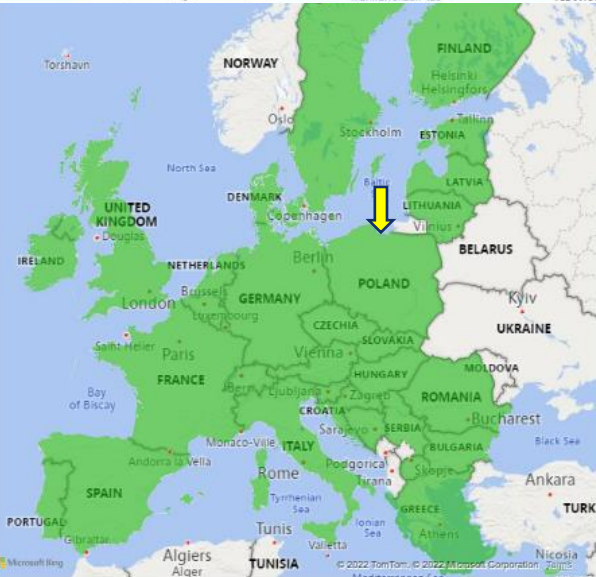 FINLAND
NORWAY
Torshavn
Helsinki
Helsingfors
Oslo
Tallinn
Stockholm
ESTONIA
North Sea
LATVIA
Baltic
DENMARK
LITHUANIA
UNITED
KINGDOM
Copenhagen
Vilnius
Douglas
BELARUS
IRELAND
NETHERLANDS
Berlin
POLAND
London
Brussels
GERMANY
Kyiv
Luxembourg
CZECHIA
UKRAINE
Saint Helier
SLOVAKIA
Paris
Vienna
MOLDOVA
HUNGARY
FRANCE
Bern
Ljubljana
Zagreb
ROMANIA
Bay
of Biscay
CROATIA
Bucharest
Sarajevo
SERBIA
Monaco-Ville
ITALY
BULGARIA
Black Sea
Andorra la Vella
Podgorica
Skopje
Rome
Tirana
Ankara
SPAIN
Tyrrhenian
Sea
GREECE
TURK
PORTUGAL
Ionian
Sea
Athens
Gibraltar
Tunis
Valletta
Nicosia
Algiers
Alger
TUNISIA
Microsoft Bing
© 2022 TomTom, © 2022 Microsoft Corporation Terms